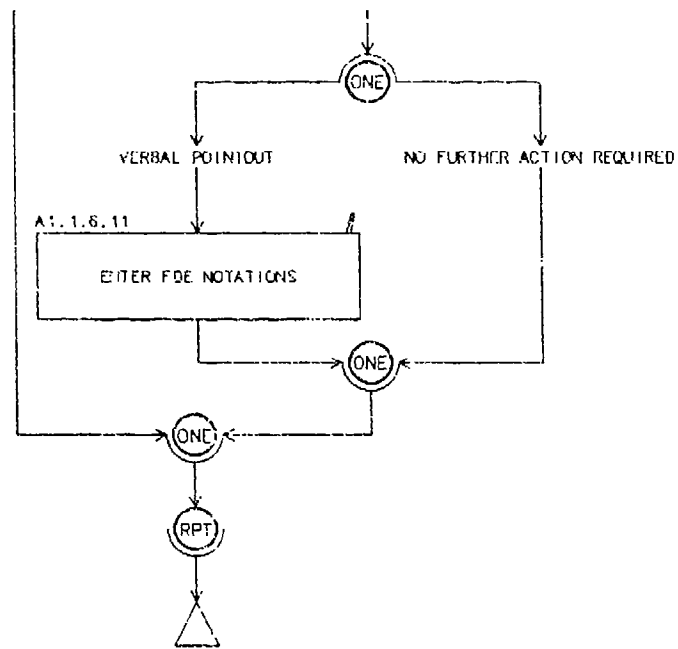 ONE
VERBAL POINTOUT
NO FURTHER ACTION REQUIRED
A1.1.6.11
ENTER FDE NOTATIONS
ONE
ONE
RPT